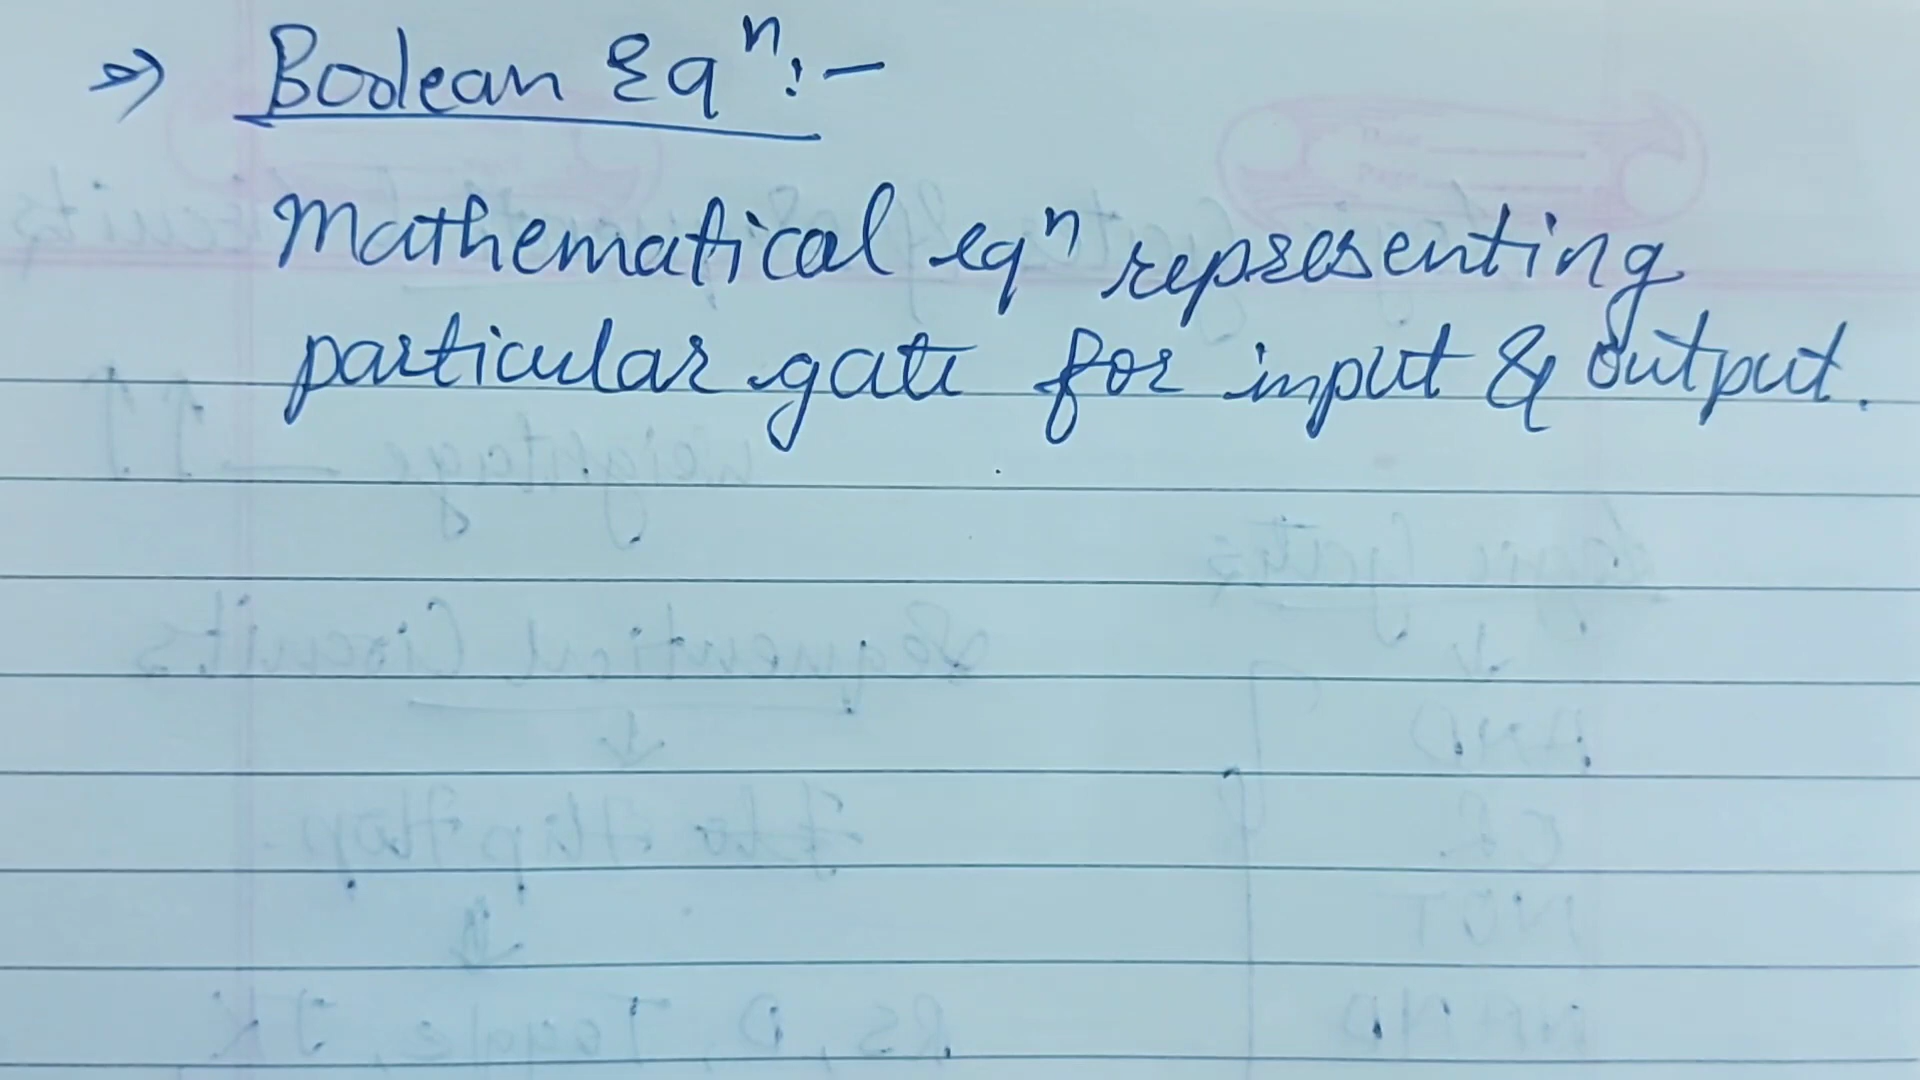 ⇒ Boolean Eqⁿ:-
Mathematical eqⁿ representing
particular gate for input & output.